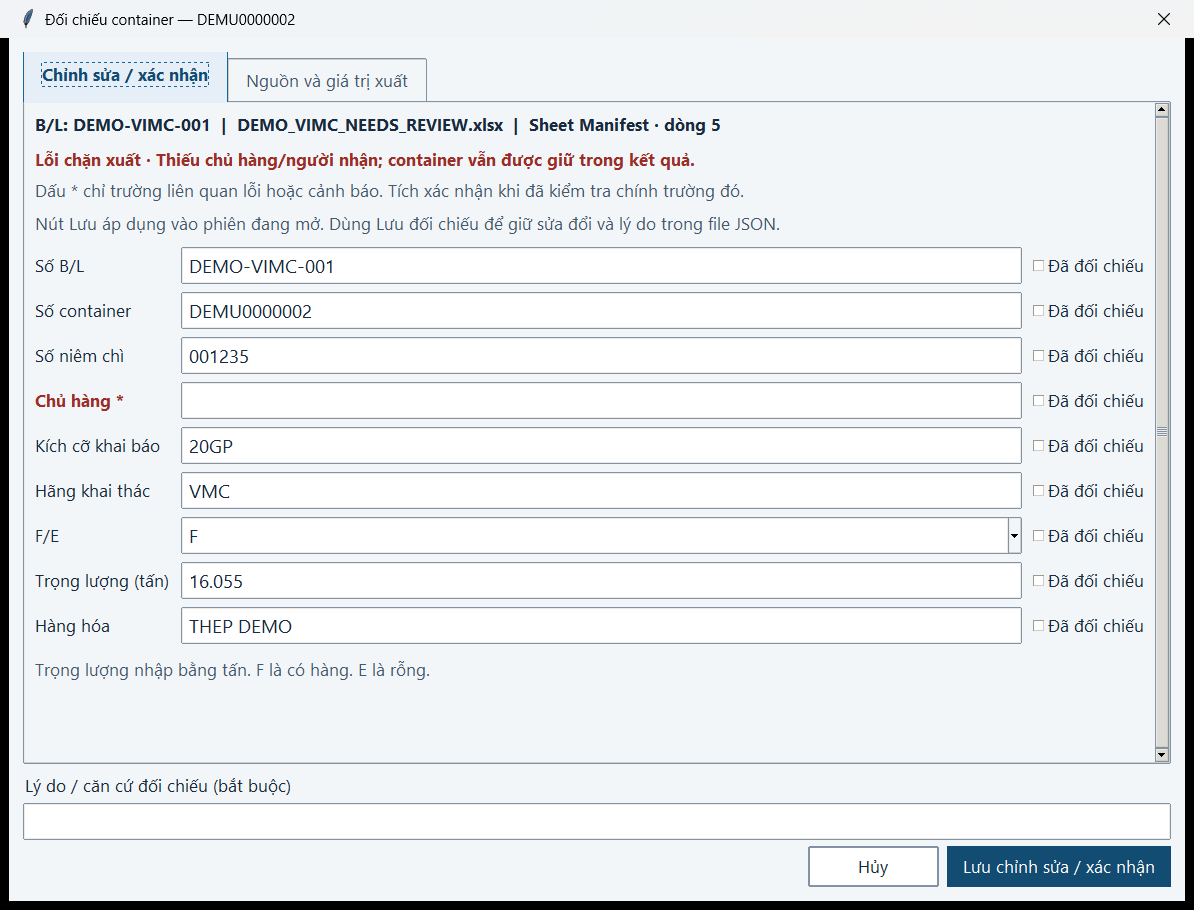 Đối chiếu container — DEMU0000002
Chỉnh sửa / xác nhận
Nguồn và giá trị xuất
B/L: DEMO-VIMC-001 | DEMO_VIMC_NEEDS_REVIEW.xlsx | Sheet Manifest · dòng 5
Lỗi chặn xuất · Thiếu chủ hàng/người nhận; container vẫn được giữ trong kết quả.
Dấu * chỉ trường liên quan lỗi hoặc cảnh báo. Tích xác nhận khi đã kiểm tra chính trường đó.
Nút Lưu áp dụng vào phiên đang mở. Dùng Lưu đối chiếu để giữ sửa đổi và lý do trong file JSON.
Số B/L DEMO-VIMC-001 Đã đối chiếu
Số container DEMU0000002 Đã đối chiếu
Số niêm chì 001235 Đã đối chiếu
Chủ hàng * Đã đối chiếu
Kích cỡ khai báo 20GP Đã đối chiếu
Hãng khai thác VMC Đã đối chiếu
F/E F Đã đối chiếu
Trọng lượng (tấn) 16.055 Đã đối chiếu
Hàng hóa THEP DEMO Đã đối chiếu
Trọng lượng nhập bằng tấn. F là có hàng. E là rỗng.
Lý do / căn cứ đối chiếu (bắt buộc)
Hủy
Lưu chỉnh sửa / xác nhận